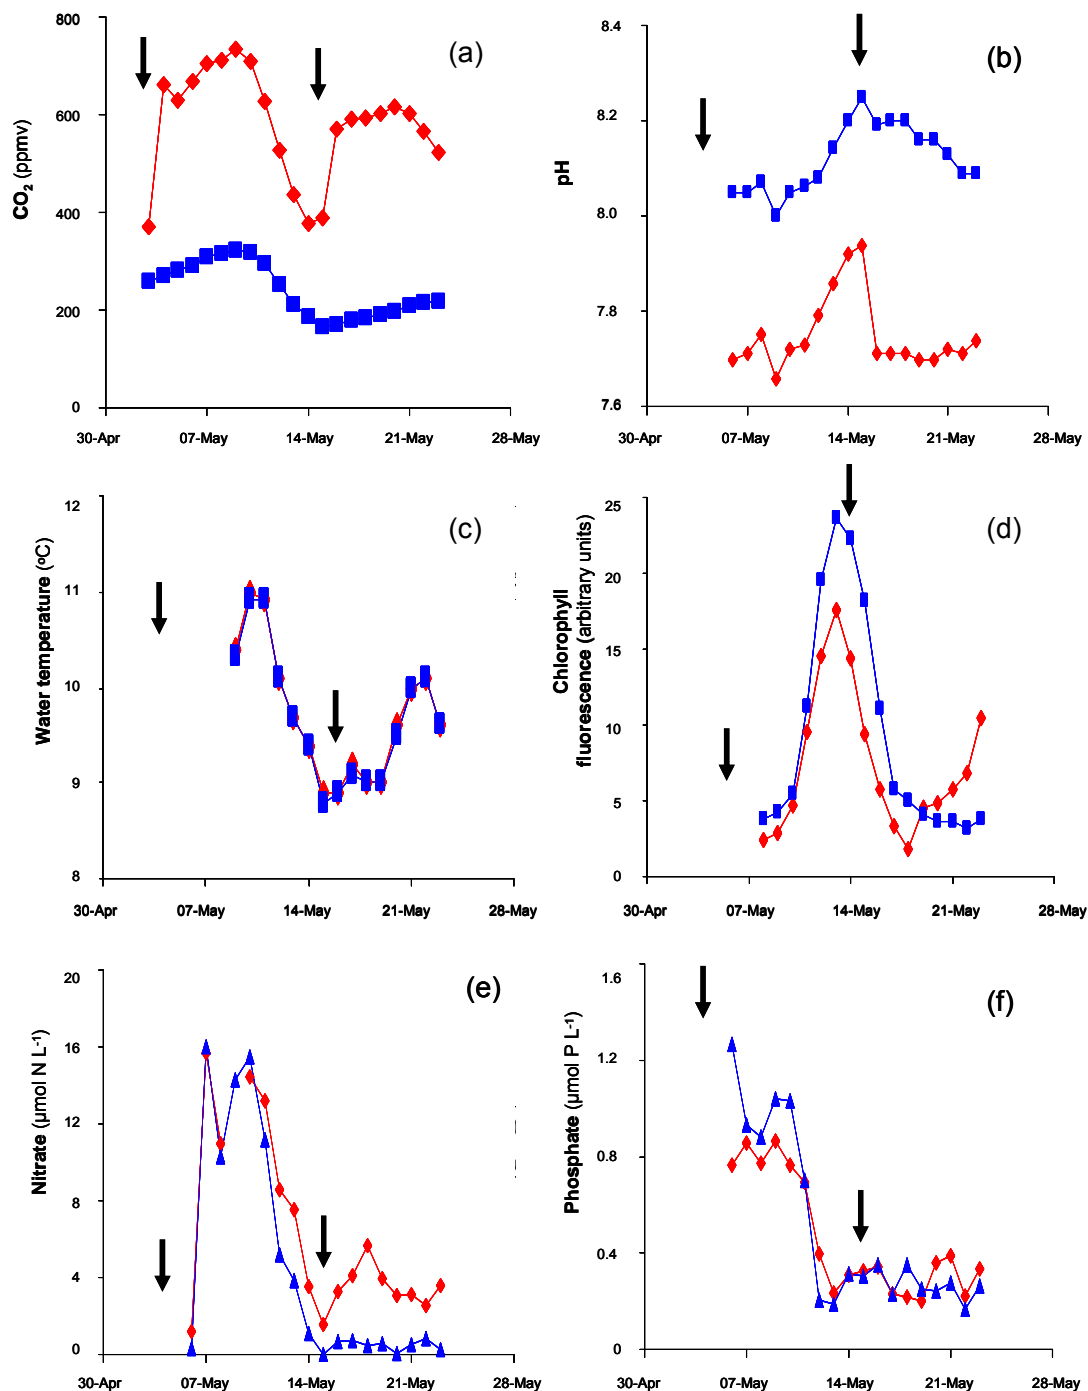 (a)
CO2 (ppmv)
800
600
400
200
0
30-Apr 07-May 14-May 21-May 28-May
(b)
pH
8.4
8.2
8.0
7.8
7.6
30-Apr 07-May 14-May 21-May 28-May
(c)
Water temperature (ºC)
12
11
10
9
8
30-Apr 07-May 14-May 21-May 28-May
(d)
Chlorophyll
fluorescence (arbitrary units)
25
20
15
10
5
0
30-Apr 07-May 14-May 21-May 28-May
(e)
Nitrate (µmol N L-1)
20
16
12
8
4
0
30-Apr 07-May 14-May 21-May 28-May
(f)
Phosphate (µmol P L-1)
1.6
1.2
0.8
0.4
0
30-Apr 07-May 14-May 21-May 28-May